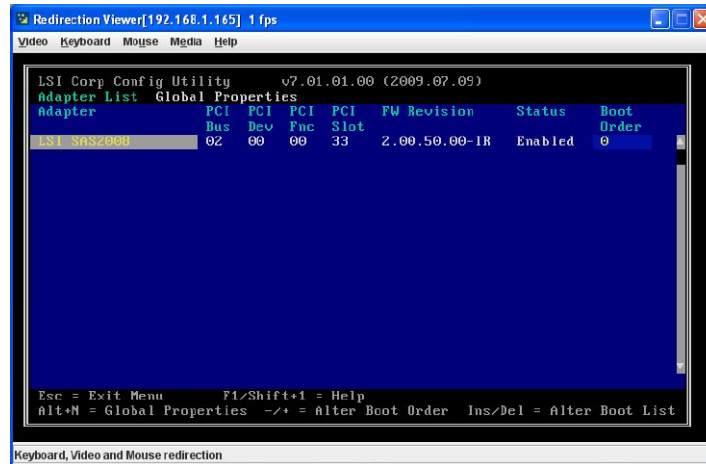 Redirection Viewer[192.168.1.165] 1 fps
Video Keyboard Mouse Media Help
LSI Corp Config Utility v7.01.01.00 (2009.07.09)
Adapter List Global Properties
Adapter PCI PCI PCI PCI FW Revision Status Boot
Bus Dev Fnc Slot Order
LSI SAS2008 02 00 00 33 2.00.50.00-IR Enabled 0
Esc = Exit Menu F1/Shift+1 = Help
Alt+N = Global Properties -/+ = Alter Boot Order Ins/Del = Alter Boot List
Keyboard, Video and Mouse redirection